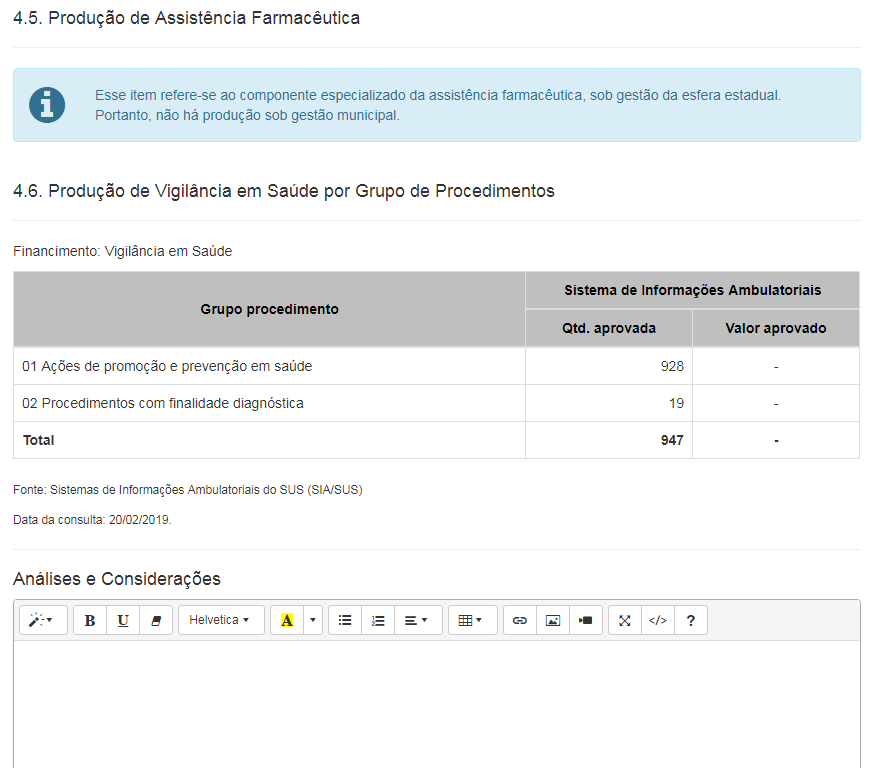 4.5. Produção de Assistência Farmacêutica
Esse item refere-se ao componente especializado da assistência farmacêutica, sob gestão da esfera estadual.
Portanto, não há produção sob gestão municipal.
4.6. Produção de Vigilância em Saúde por Grupo de Procedimentos
Financimento: Vigilância em Saúde
Grupo procedimento
Sistema de Informações Ambulatoriais
Qtd. aprovada Valor aprovado
01 Ações de promoção e prevenção em saúde 928 -
02 Procedimentos com finalidade diagnóstica 19 -
Total 947 -
Fonte: Sistemas de Informações Ambulatoriais do SUS (SIA/SUS)
Data da consulta: 20/02/2019.
Análises e Considerações
B U Helvetica A </> ?